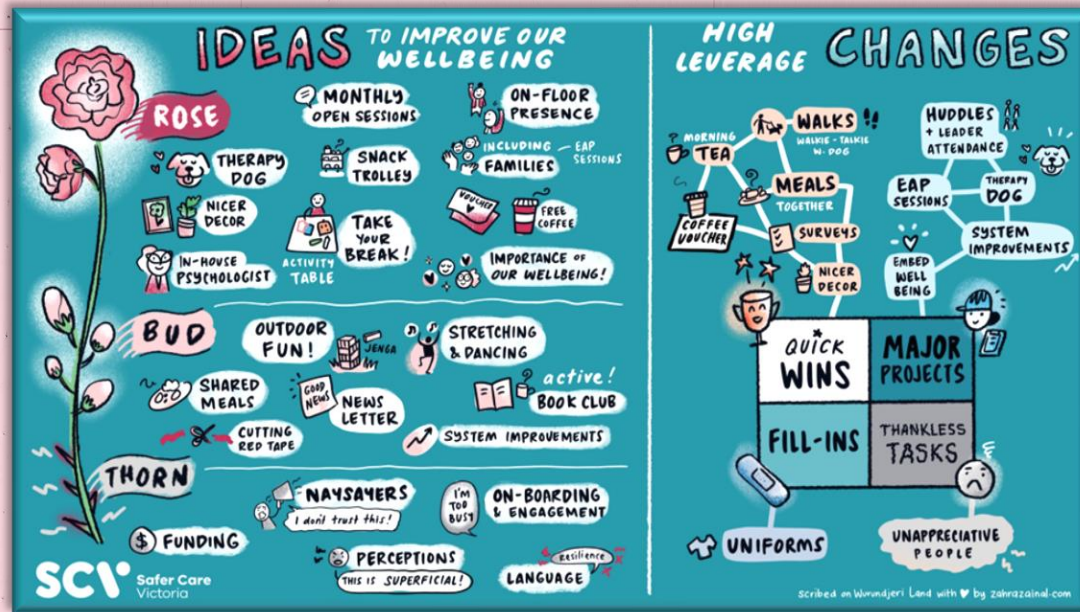 IDEAS TO IMPROVE OUR
WELLBEING
ROSE
MONTHLY
OPEN SESSIONS
ON-FLOOR
PRESENCE
THERAPY
DOG
SNACK
TROLLEY
INCLUDING
FAMILIES
EAP
SESSIONS
NICER
DECOR
TAKE
YOUR
BREAK!
ACTIVITY
TABLE
VOUCHER
FREE
COFFEE
IN-HOUSE
PSYCHOLOGIST
IMPORTANCE OF
OUR WELLBEING!
BUD
OUTDOOR
FUN!
JENGA
STRETCHING
& DANCING
SHARED
MEALS
GOOD
NEWS
NEWS
LETTER
active!
BOOK CLUB
CUTTING
RED TAPE
SYSTEM IMPROVEMENTS
THORN
NAYSAYERS
I don't trust this!
I'M
TOO
BUSY
ON-BOARDING
& ENGAGEMENT
$ FUNDING
PERCEPTIONS
THIS IS SUPERFICIAL!
Resilience
LANGUAGE
SCV Safer Care
Victoria
HIGH
LEVERAGE CHANGES
MORNING
TEA
WALKS
WALKIE-TALKIE
W. DOG
MEALS
TOGETHER
COFFEE
VOUCHER
SURVEYS
NICER
DECOR
HUDDLES
+ LEADER
ATTENDANCE
EAP
SESSIONS
THERAPY
DOG
SYSTEM
IMPROVEMENTS
EMBED
WELL
BEING
QUICK
WINS
MAJOR
PROJECTS
FILL-INS
THANKLESS
TASKS
UNIFORMS
UNAPPRECIATIVE
PEOPLE
scribed on Wurundjeri Land with ♥ by zahrazainal.com